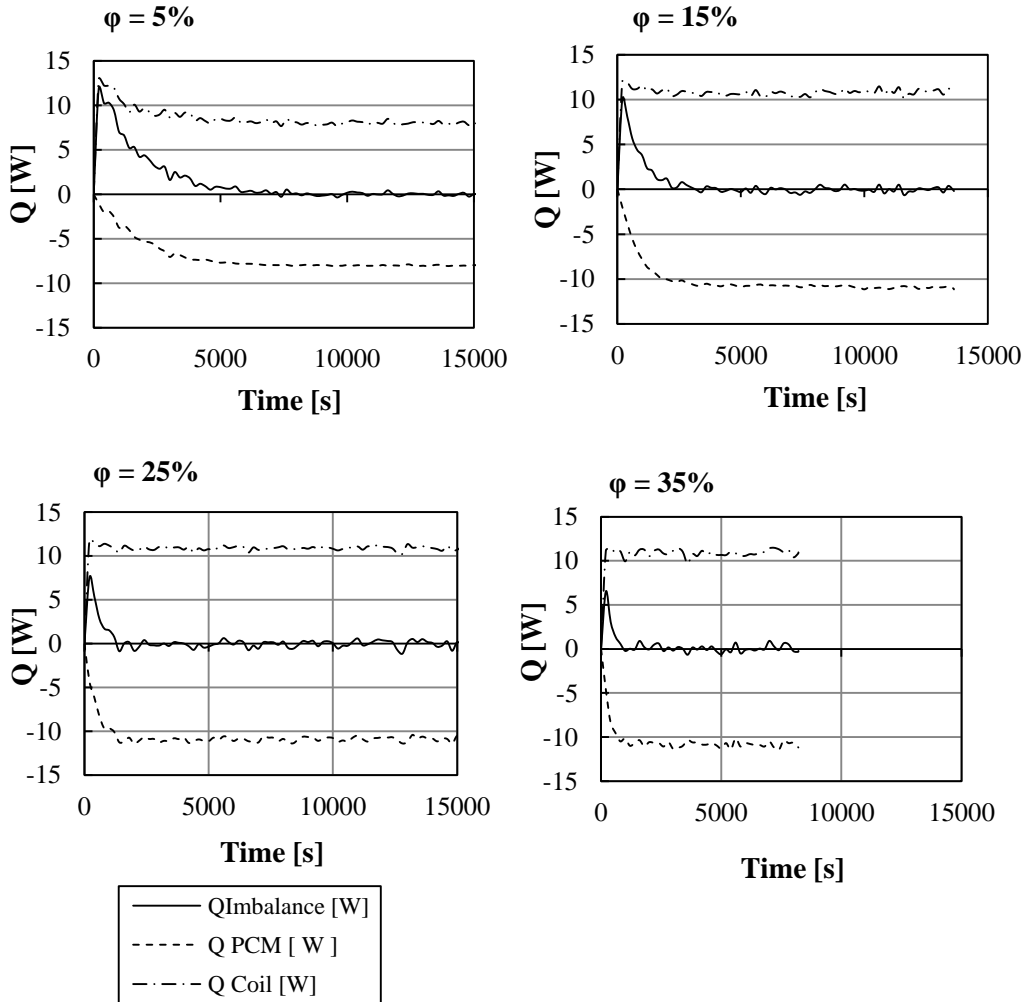 φ = 5%
15
10
5
0
-5
-10
-15
Q [W]
0 5000 10000 15000
Time [s]
φ = 15%
15
10
5
0
-5
-10
-15
Q [W]
0 5000 10000 15000
Time [s]
φ = 25%
15
10
5
0
-5
-10
-15
Q [W]
0 5000 10000 15000
Time [s]
φ = 35%
15
10
5
0
-5
-10
-15
Q [W]
0 5000 10000 15000
Time [s]
QImbalance [W]
Q PCM [ W ]
Q Coil [W]